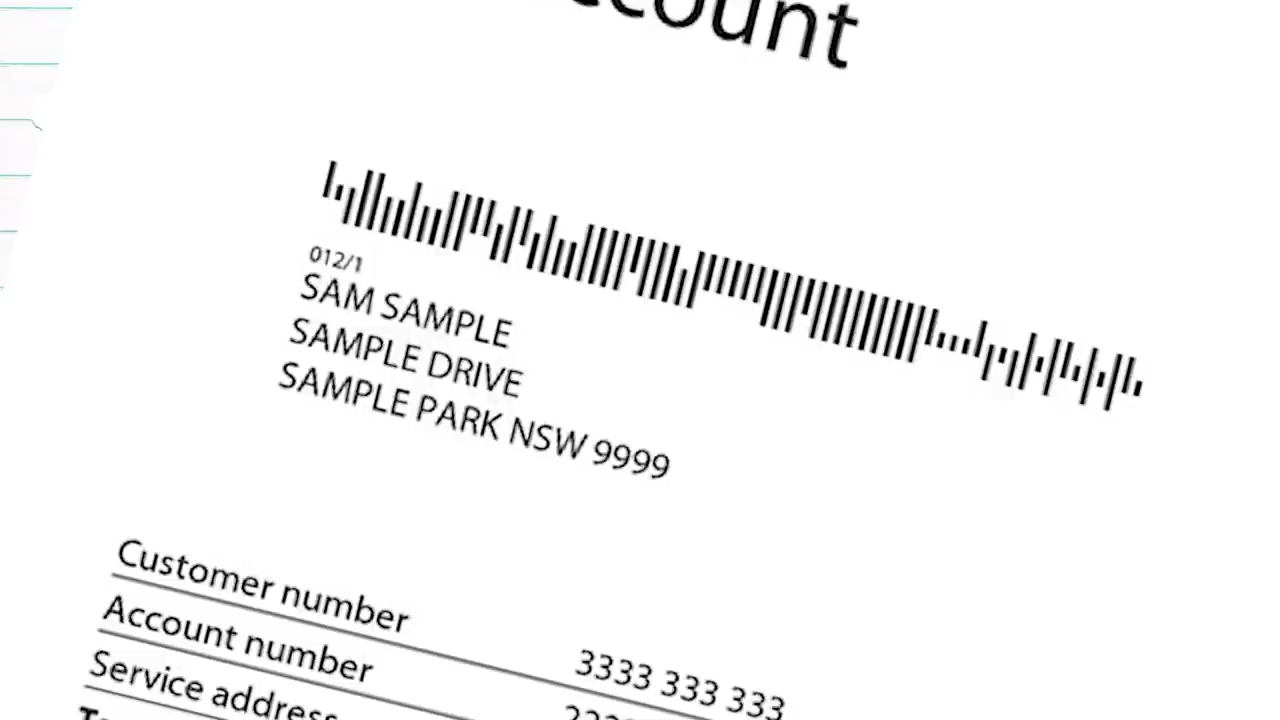 012/1
SAM SAMPLE
SAMPLE DRIVE
SAMPLE PARK NSW 9999
Customer number 3333 333 333
Account number
Service address